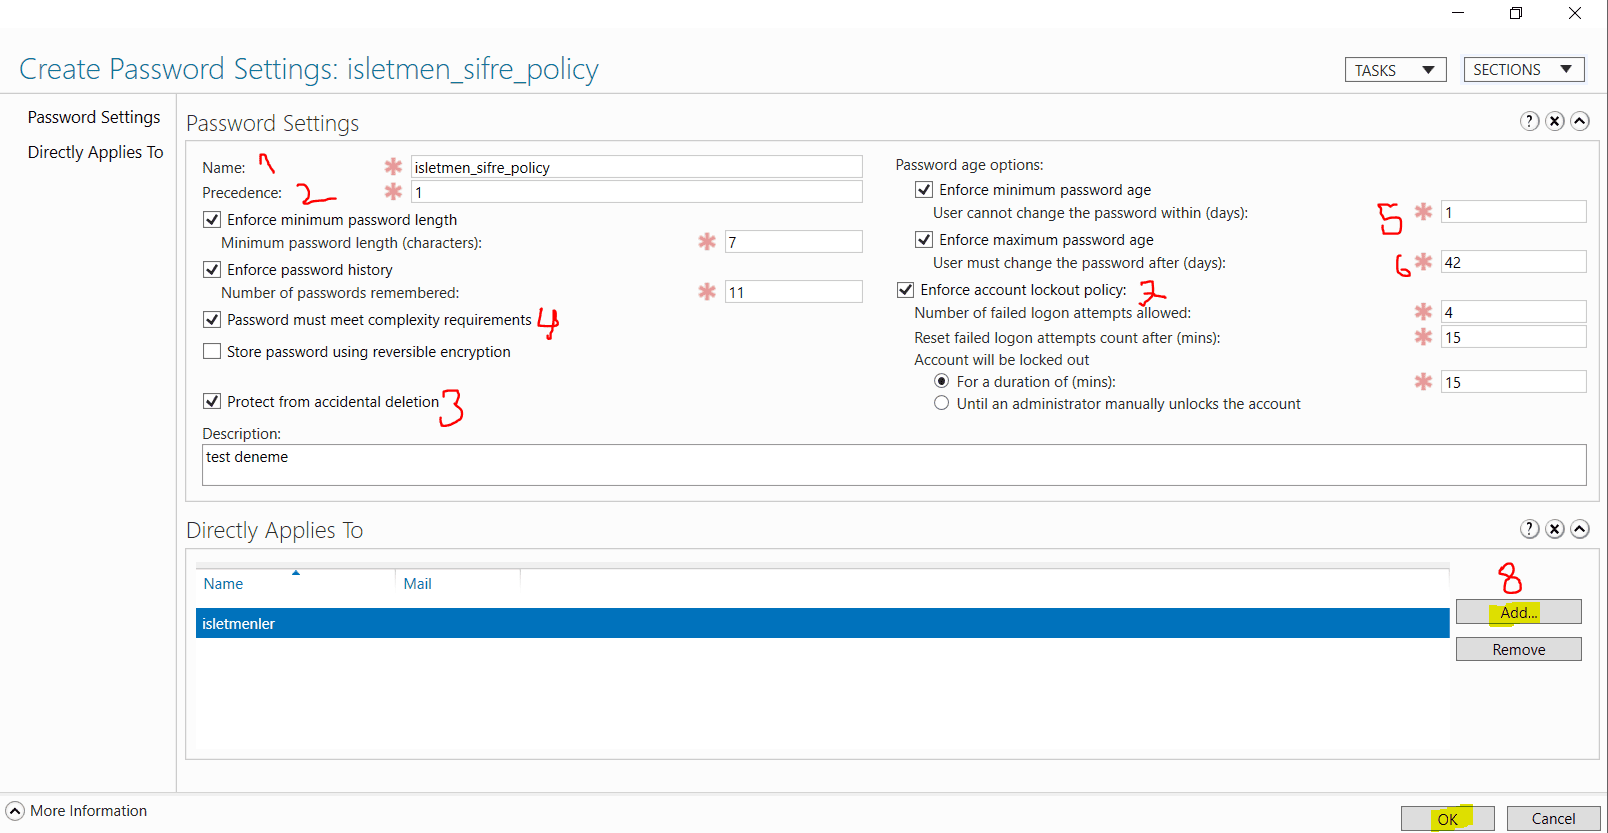 Create Password Settings: isletmen_sifre_policy
TASKS
SECTIONS
Password Settings
Directly Applies To
Password Settings
Name: 1 * isletmen_sifre_policy
Precedence: 2 * 1
Enforce minimum password length
Minimum password length (characters): * 7
Enforce password history
Number of passwords remembered: * 11
Password must meet complexity requirements 4
Store password using reversible encryption
Protect from accidental deletion 3
Password age options:
Enforce minimum password age
User cannot change the password within (days): 5 * 1
Enforce maximum password age
User must change the password after (days): 6 * 42
Enforce account lockout policy: 7
Number of failed logon attempts allowed: * 4
Reset failed logon attempts count after (mins): * 15
Account will be locked out
For a duration of (mins): * 15
Until an administrator manually unlocks the account
Description:
test deneme
Directly Applies To
Name Mail
isletmenler
8
Add...
Remove
More Information
OK
Cancel